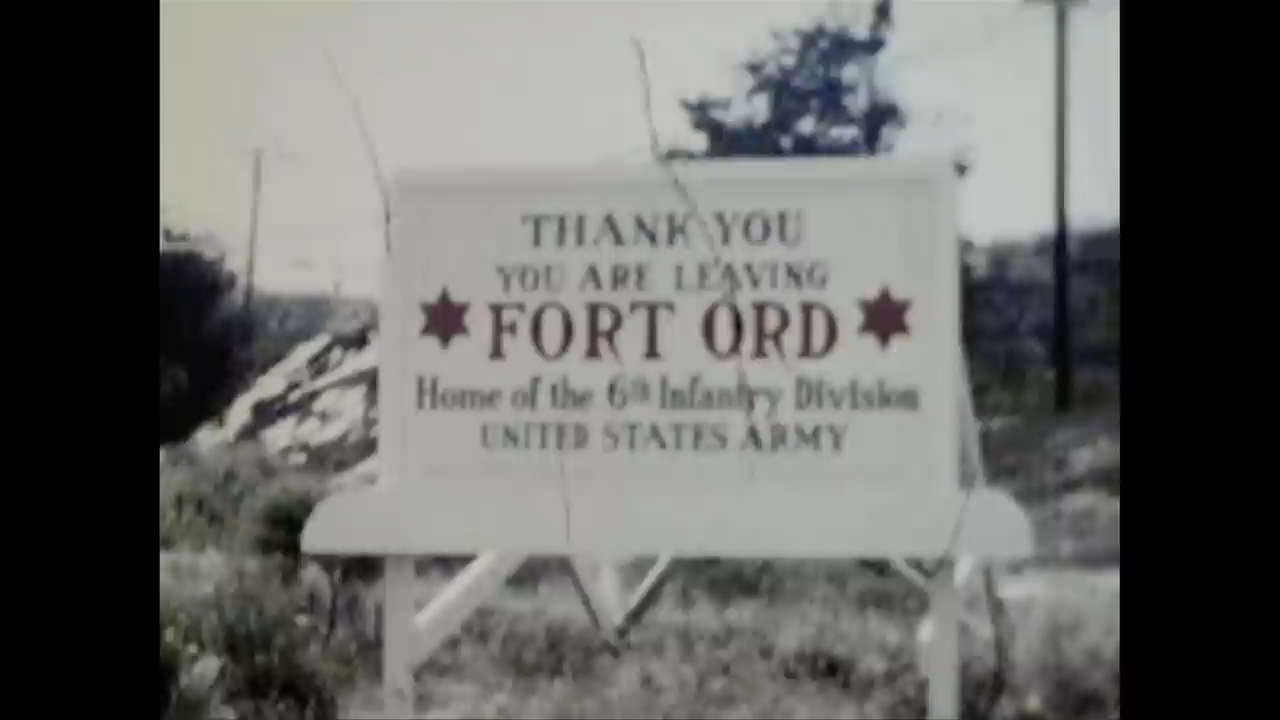 THANK YOU
YOU ARE LEAVING
FORT ORD
Home of the 6th Infantry Division
UNITED STATES ARMY